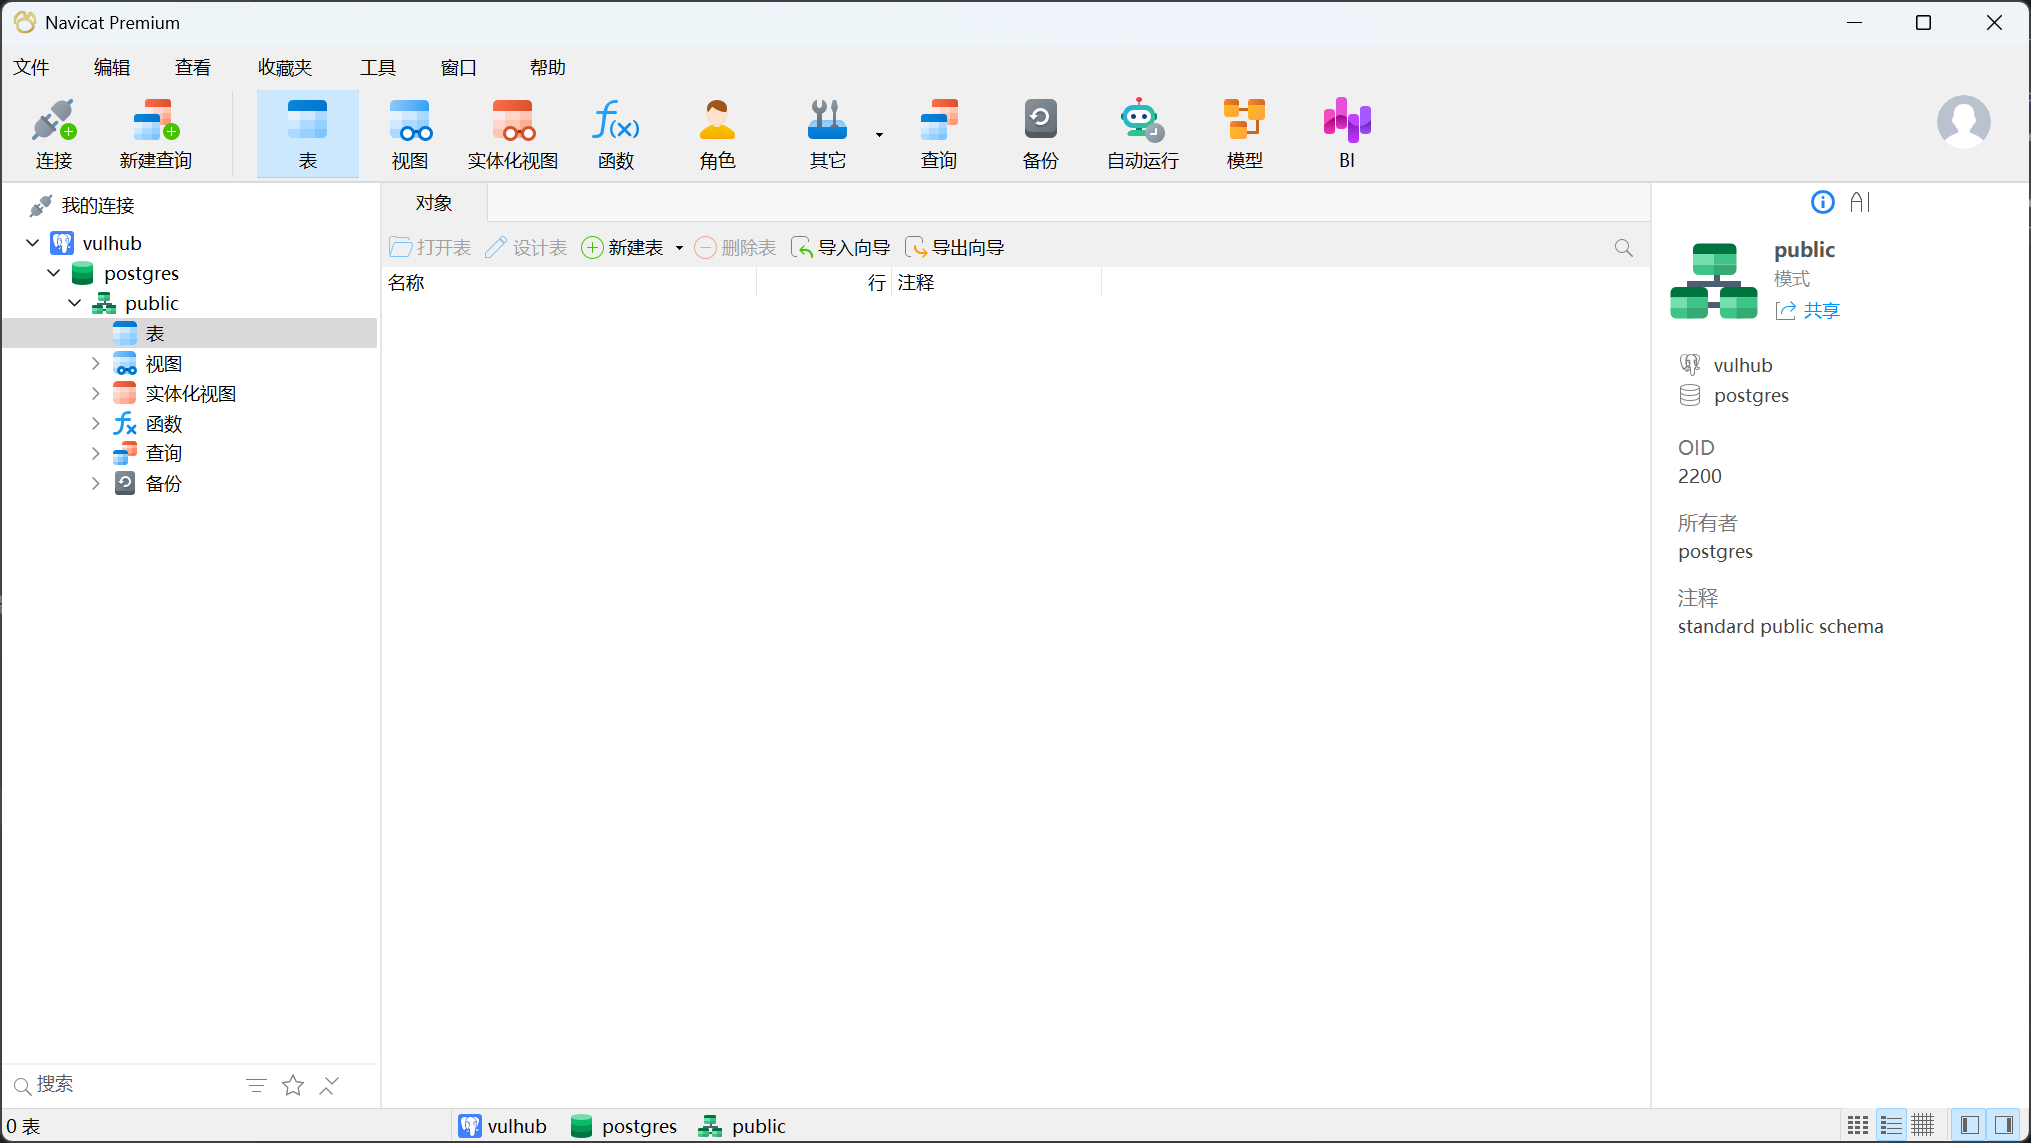 Navicat Premium
文件 编辑 查看 收藏夹 工具 窗口 帮助
连接 新建查询 表 视图 实体化视图 函数 角色 其它 查询 备份 自动运行 模型 BI
f(x)
我的连接
vulhub
postgres
public
表
视图
实体化视图
函数
查询
备份
搜索
对象
打开表 设计表 新建表 删除表 导入向导 导出向导
名称 行 注释
AI
public
模式
共享
vulhub
postgres
OID
2200
所有者
postgres
注释
standard public schema
0 表 vulhub postgres public